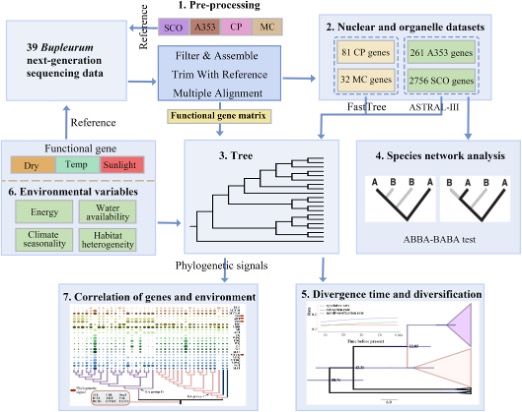 1. Pre-processing
Reference
SCO A353 CP MC
39 Bupleurum
next-generation
sequencing data
Filter & Assemble
Trim With Reference
Multiple Alignment
Functional gene matrix
2. Nuclear and organelle datasets
81 CP genes
261 A353 genes
32 MC genes
2756 SCO genes
FastTree
ASTRAL-III
Reference
Functional gene
Dry Temp Sunlight
6. Environmental variables
Energy
Water
availability
Climate
seasonality
Habitat
heterogeneity
3. Tree
4. Species network analysis
A B B A
A B B A
ABBA-BABA test
Phylogenetic signals
7. Correlation of genes and environment
5. Divergence time and diversification
Time before present